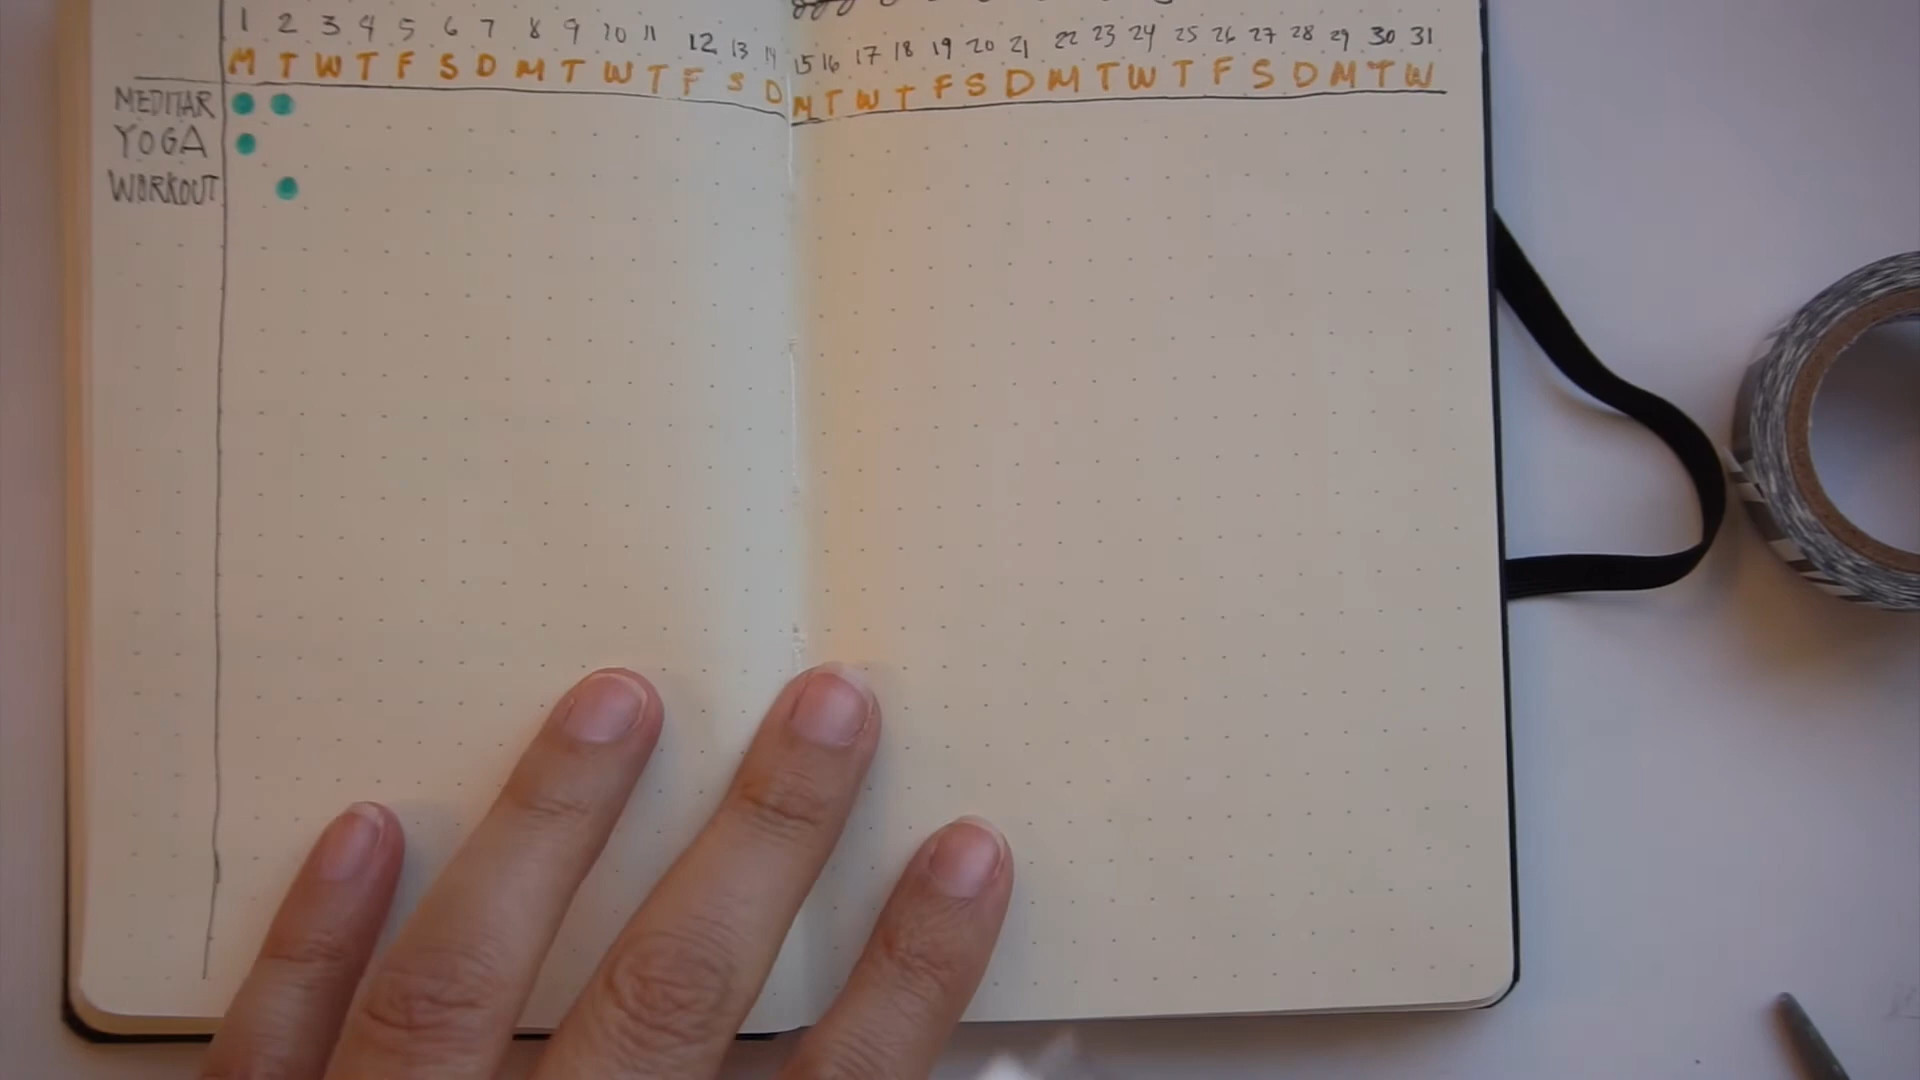 1 2 3 4 5 6 7 8 9 10 11 12 13 14 15 16 17 18 19 20 21 22 23 24 25 26 27 28 29 30 31
M T W T F S D M T W T F S D M T W T F S D M T W T F S D M T W
MEDITAR
YOGA
WORKOUT